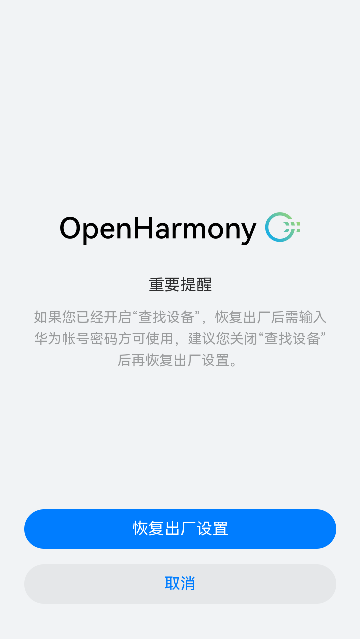 OpenHarmony
重要提醒
如果您已经开启“查找设备”，恢复出厂后需输入
华为帐号密码方可使用，建议您关闭“查找设备”
后再恢复出厂设置。
恢复出厂设置
取消